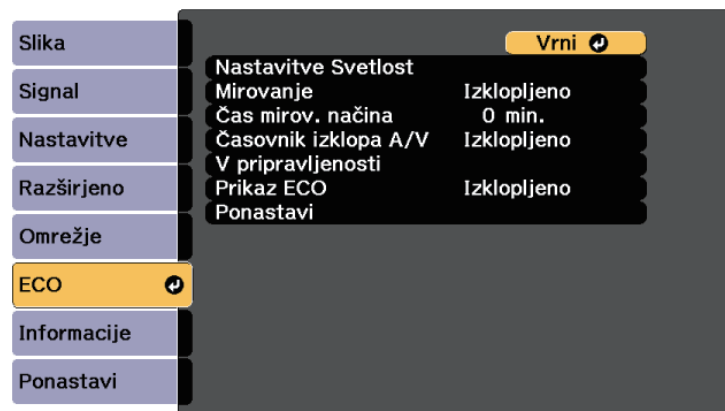 Slika
Signal
Nastavitve
Razširjeno
Omrežje
ECO
Informacije
Ponastavi
Vrni
Nastavitve Svetlost
Mirovanje Izklopljeno
Čas mirov. načina 0 min.
Časovnik izklopa A/V Izklopljeno
V pripravljenosti
Prikaz ECO Izklopljeno
Ponastavi